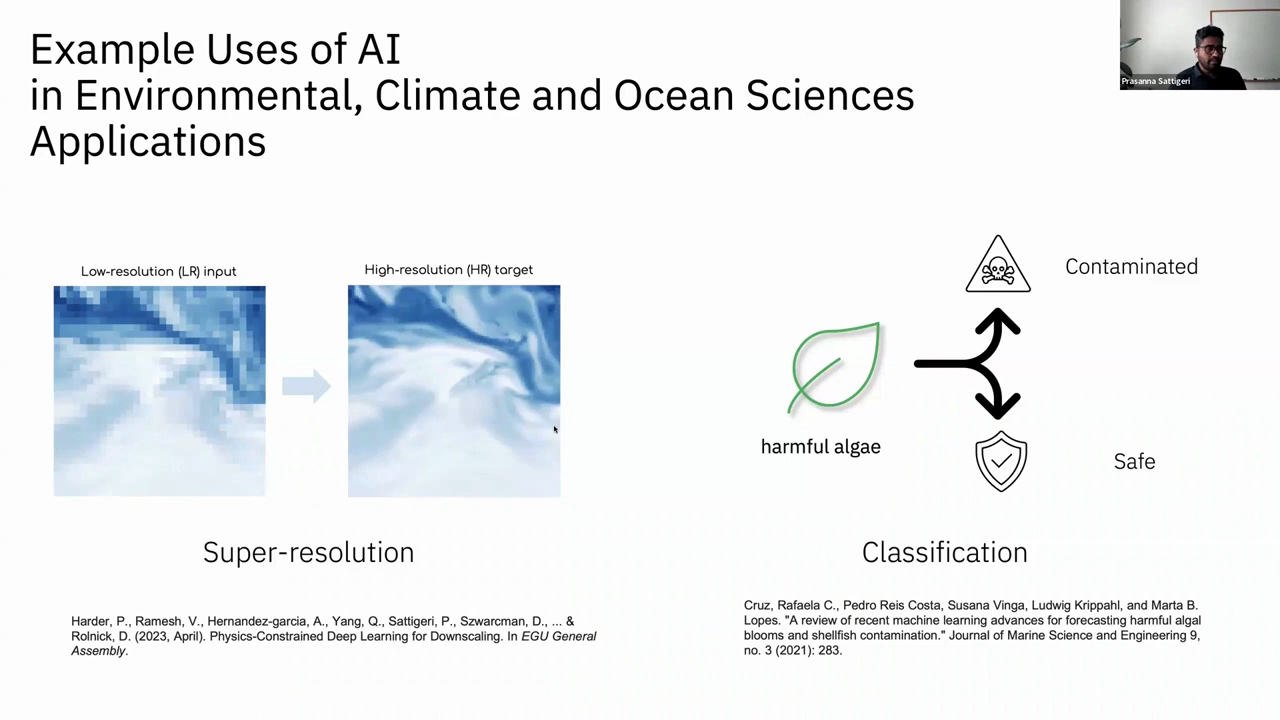 Example Uses of AI
in Environmental, Climate and Ocean Sciences
Applications
Prasanna Sattigeri
Low-resolution (LR) input
High-resolution (HR) target
Super-resolution
Harder, P., Ramesh, V., Hernandez-garcia, A., Yang, Q., Sattigeri, P., Szwarcman, D., ... &
Rolnick, D. (2023, April). Physics-Constrained Deep Learning for Downscaling. In EGU General
Assembly.
Contaminated
harmful algae
Safe
Classification
Cruz, Rafaela C., Pedro Reis Costa, Susana Vinga, Ludwig Krippahl, and Marta B.
Lopes. "A review of recent machine learning advances for forecasting harmful algal
blooms and shellfish contamination." Journal of Marine Science and Engineering 9,
no. 3 (2021): 283.